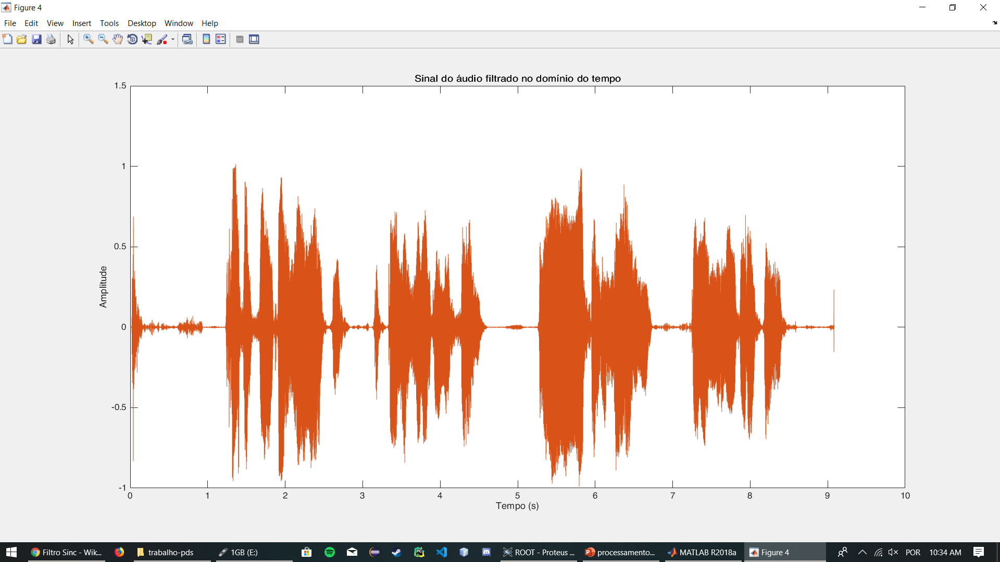 Figure 4
File Edit View Insert Tools Desktop Window Help
Sinal do áudio filtrado no domínio do tempo
1.5
1
0.5
0
-0.5
-1
Amplitude
0 1 2 3 4 5 6 7 8 9 10
Tempo (s)
Filtro Sinc - Wik... trabalho-pds 1GB (E:) ROOT - Proteus ... processamento... MATLAB R2018a Figure 4 POR 10:34 AM